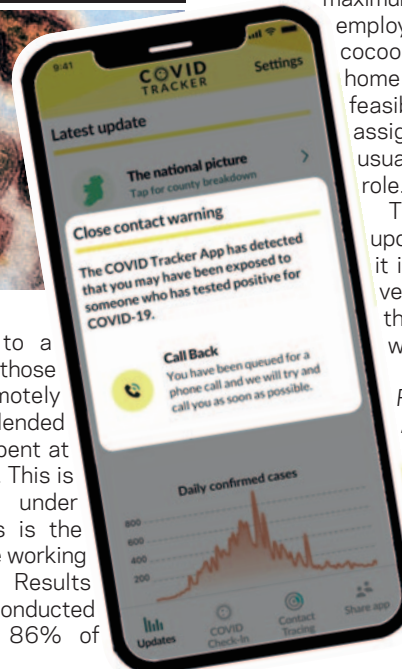 maximum
employ
cocoo
home
feasib
assig
usua
role.
T
upo
it i
ve
th
w
to a
those
motely
lended
pent at
. This is
under
s is the
e working
Results
onducted
86% of
9:41
COVID
TRACKER
Settings
Latest update
The national picture
Tap for county breakdown
Close contact warning
The COVID Tracker App has detected
that you may have been exposed to
someone who has tested positive for
COVID-19.
Call Back
You have been queued for a
phone call and we will try and
call you as soon as possible.
Daily confirmed cases
800
600
400
200
Updates
COVID
Check-In
Contact
Tracing
Share app